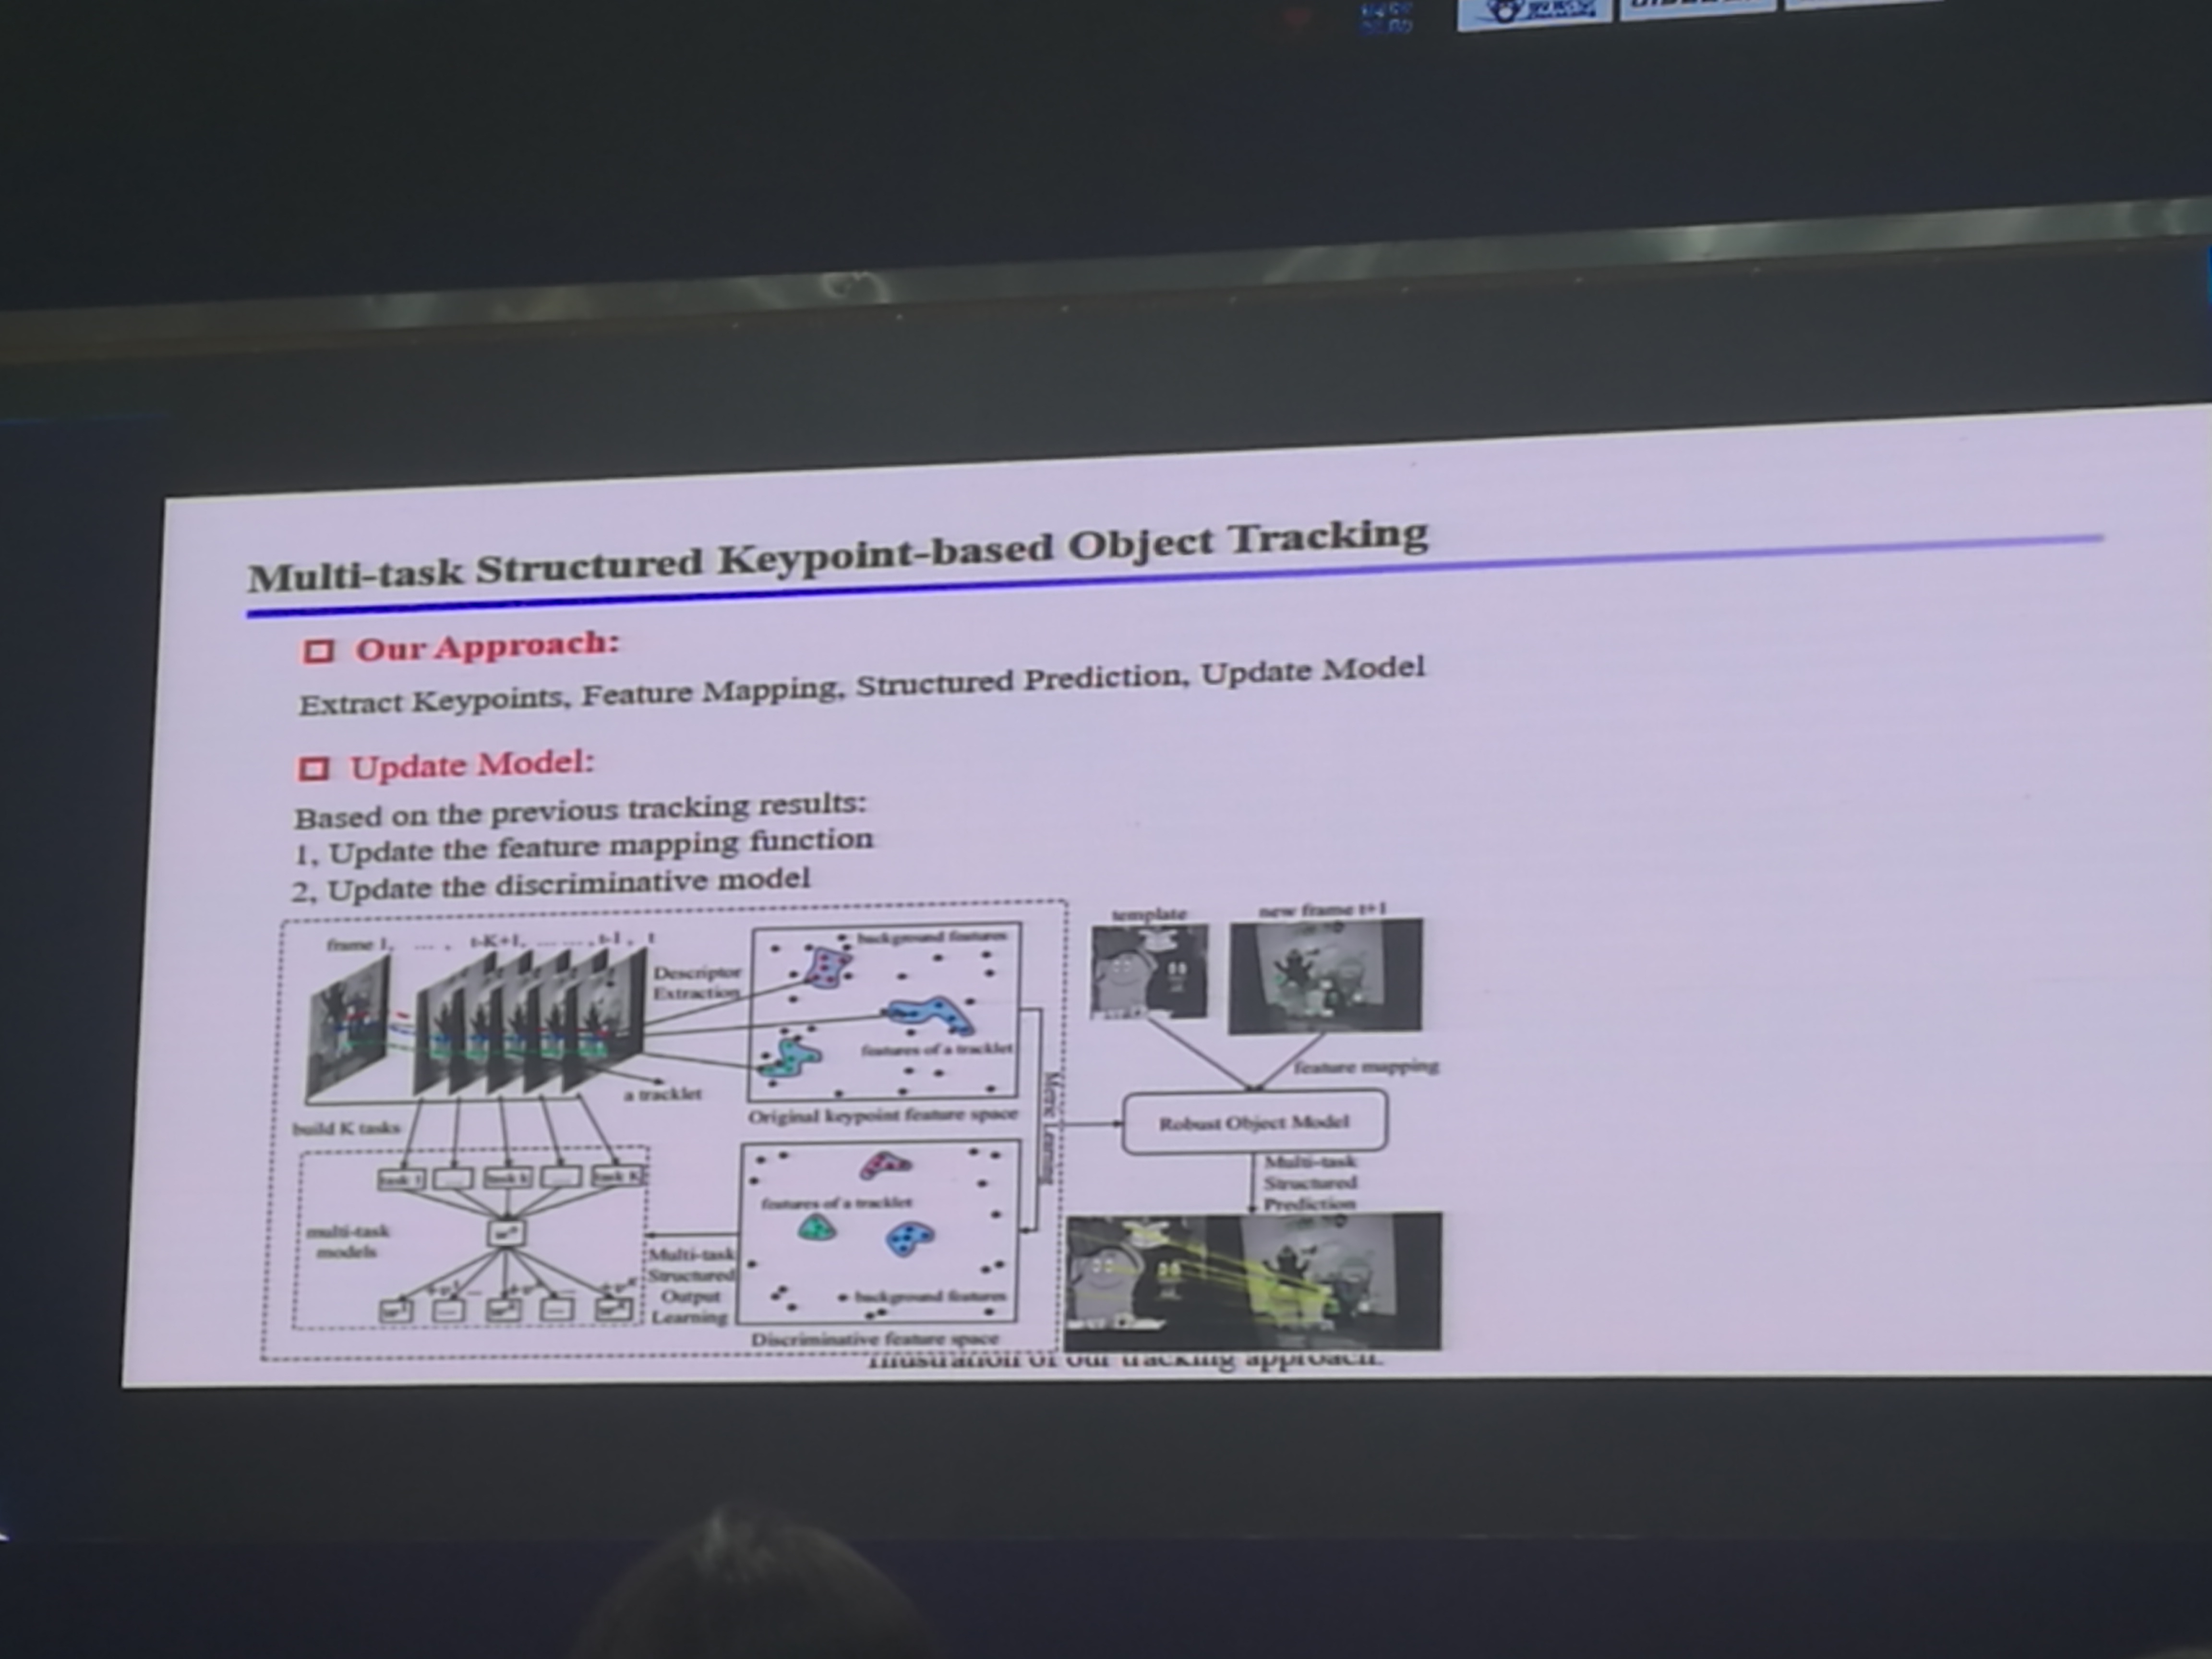 Multi-task Structured Keypoint-based Object Tracking
Our Approach:
Extract Keypoints, Feature Mapping, Structured Prediction, Update Model
Update Model:
Based on the previous tracking results:
1, Update the feature mapping function
2, Update the discriminative model
frame 1, ... , t-K+1, ... ... , t-1 , t
Descriptor
Extraction
background features
features of a tracklet
a tracklet
Original keypoint feature space
build K tasks
task 1
...
task k
...
task K
multi-task
models
Metric Learning
features of a tracklet
background features
Discriminative feature space
Multi-task
Structured
Output
Learning
template
new frame t+1
feature mapping
Robust Object Model
Multi-task
Structured
Prediction
Illustration of our tracking approach.